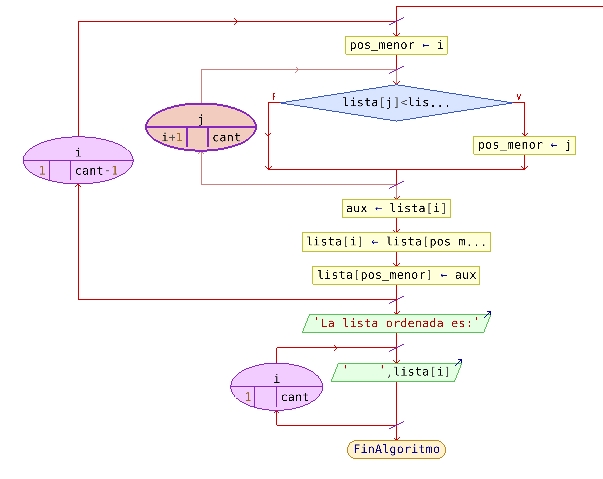 pos_menor ← i
F
lista[j]<lis...
V
j
i+1 cant
pos_menor ← j
i
1 cant-1
aux ← lista[i]
lista[i] ← lista[pos m...
lista[pos_menor] ← aux
'La lista ordenada es:'
' ',lista[i]
i
1 cant
FinAlgoritmo